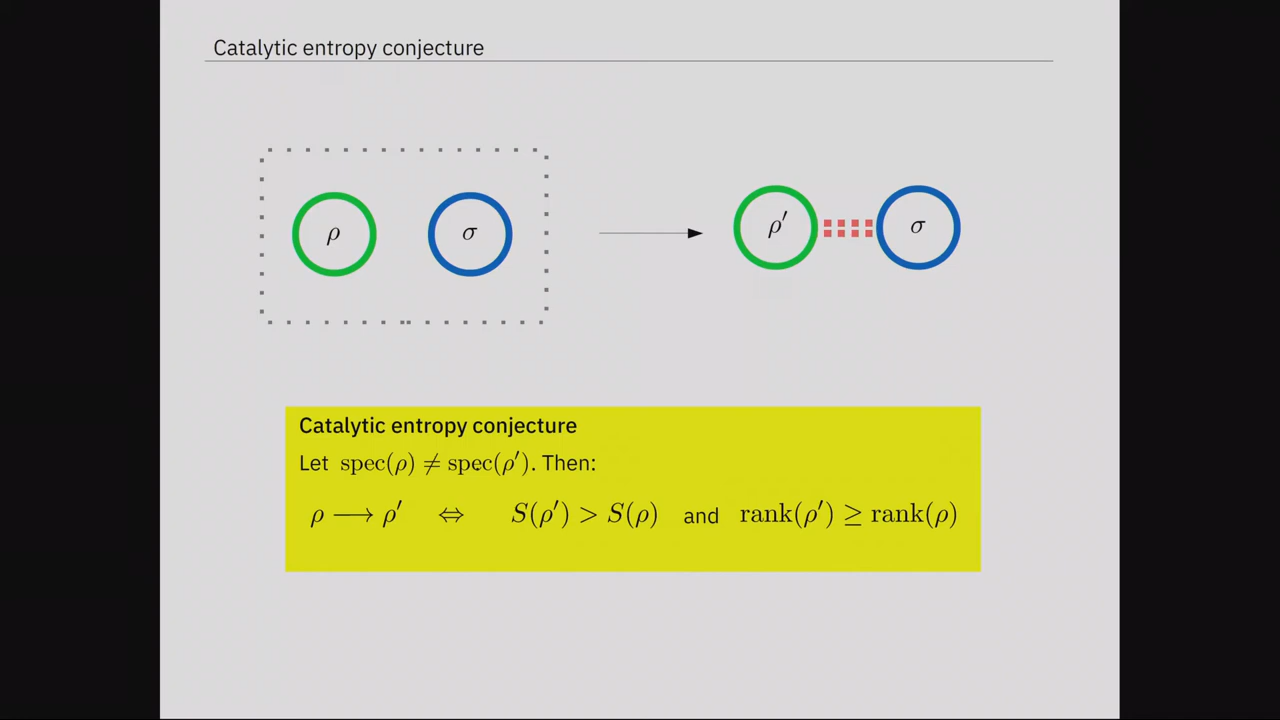 Catalytic entropy conjecture
ρ σ ρ′ σ
Catalytic entropy conjecture
Let spec(ρ) ≠ spec(ρ′). Then:
ρ ⟶ ρ′ ⇔ S(ρ′) > S(ρ) and rank(ρ′) ≥ rank(ρ)